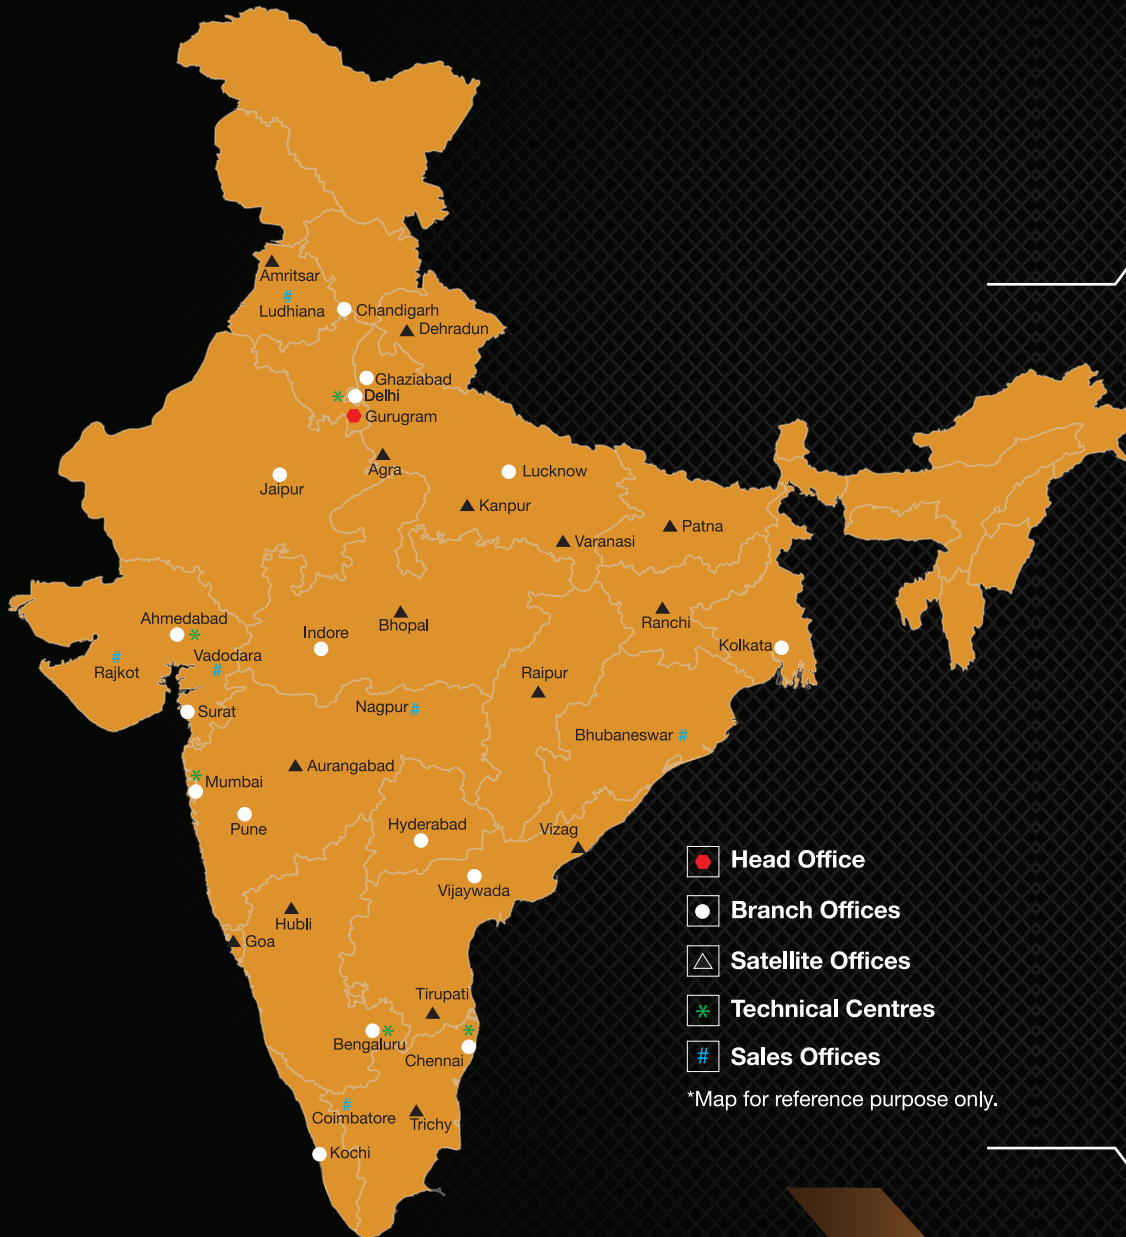 Amritsar
#
Ludhiana
Chandigarh
Dehradun
Ghaziabad
* Delhi
Gurugram
Agra
Jaipur
Lucknow
Kanpur
Varanasi
Patna
Ahmedabad
*
Indore
Bhopal
Ranchi
Kolkata
#
Rajkot
Vadodara
#
Raipur
Surat
Nagpur #
Bhubaneswar #
*
Mumbai
Aurangabad
Pune
Hyderabad
Vizag
Vijaywada
Hubli
Goa
Tirupati
*
Bengaluru
*
Chennai
#
Coimbatore
Trichy
Kochi
Head Office
Branch Offices
Satellite Offices
* Technical Centres
# Sales Offices
*Map for reference purpose only.